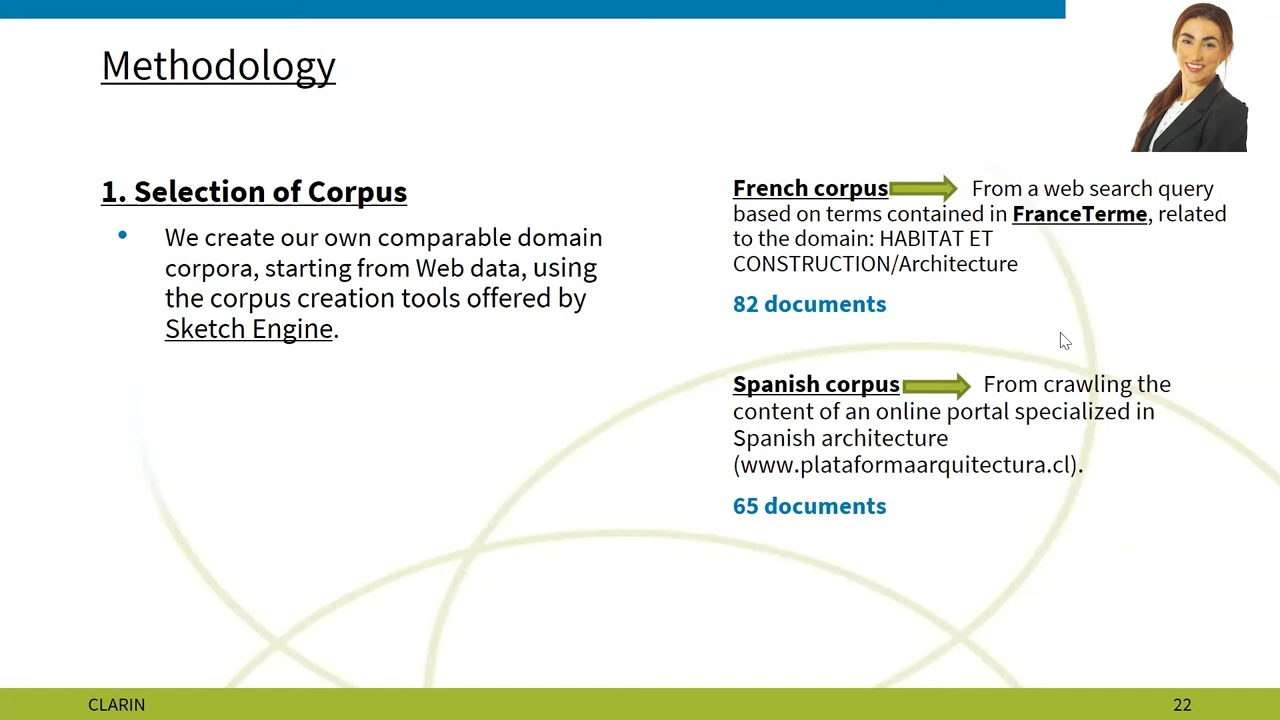 Methodology
1. Selection of Corpus
• We create our own comparable domain
corpora, starting from Web data, using
the corpus creation tools offered by
Sketch Engine.
French corpus From a web search query
based on terms contained in FranceTerme, related
to the domain: HABITAT ET
CONSTRUCTION/Architecture
82 documents
Spanish corpus From crawling the
content of an online portal specialized in
Spanish architecture
(www.plataformaarquitectura.cl).
65 documents
CLARIN
22